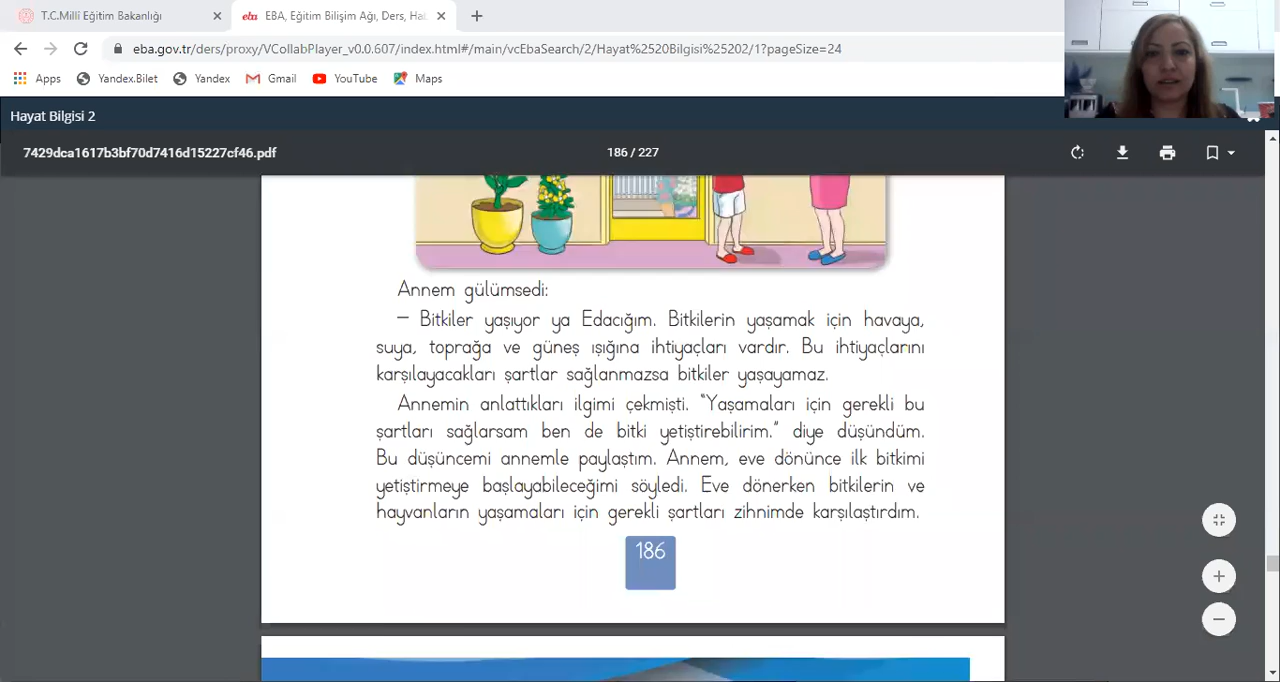 T.C.Millî Eğitim Bakanlığı
eba EBA, Eğitim Bilişim Ağı, Ders, Hab
eba.gov.tr/ders/proxy/VCollabPlayer_v0.0.607/index.html#/main/vcEbaSearch/2/Hayat%2520Bilgisi%25202/1?pageSize=24
Apps Yandex.Bilet Yandex Gmail YouTube Maps
Hayat Bilgisi 2
7429dca1617b3bf70d7416d15227cf46.pdf 186 / 227
Annem gülümsedi:
– Bitkiler yaşıyor ya Edacığım. Bitkilerin yaşamak için havaya,
suya, toprağa ve güneş ışığına ihtiyaçları vardır. Bu ihtiyaçlarını
karşılayacakları şartlar sağlanmazsa bitkiler yaşayamaz.
Annemin anlattıkları ilgimi çekmişti. “Yaşamaları için gerekli bu
şartları sağlarsam ben de bitki yetiştirebilirim.” diye düşündüm.
Bu düşüncemi annemle paylaştım. Annem, eve dönünce ilk bitkimi
yetiştirmeye başlayabileceğimi söyledi. Eve dönerken bitkilerin ve
hayvanların yaşamaları için gerekli şartları zihnimde karşılaştırdım.
186